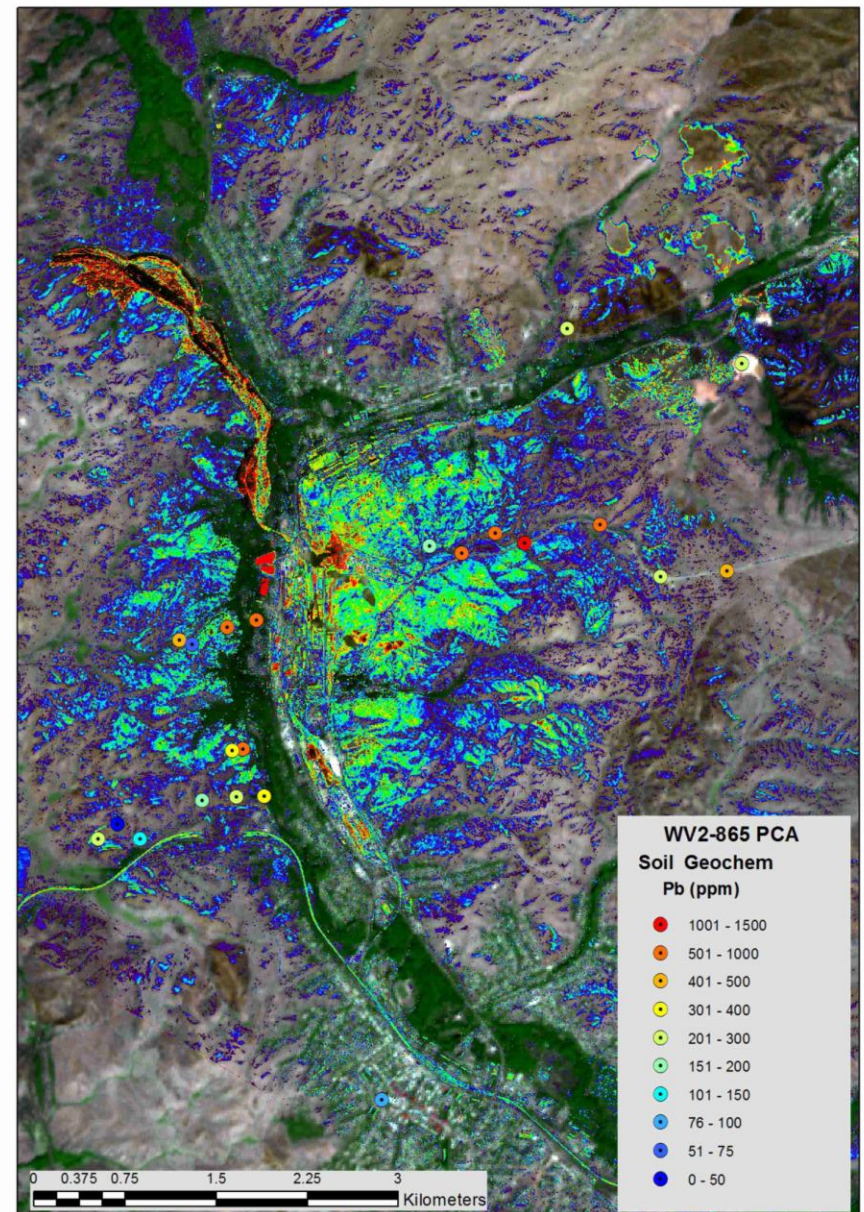 WV2-865 PCA
Soil Geochem
Pb (ppm)
1001 - 1500
501 - 1000
401 - 500
301 - 400
201 - 300
151 - 200
101 - 150
76 - 100
51 - 75
0 - 50
0 0.375 0.75 1.5 2.25 3
Kilometers